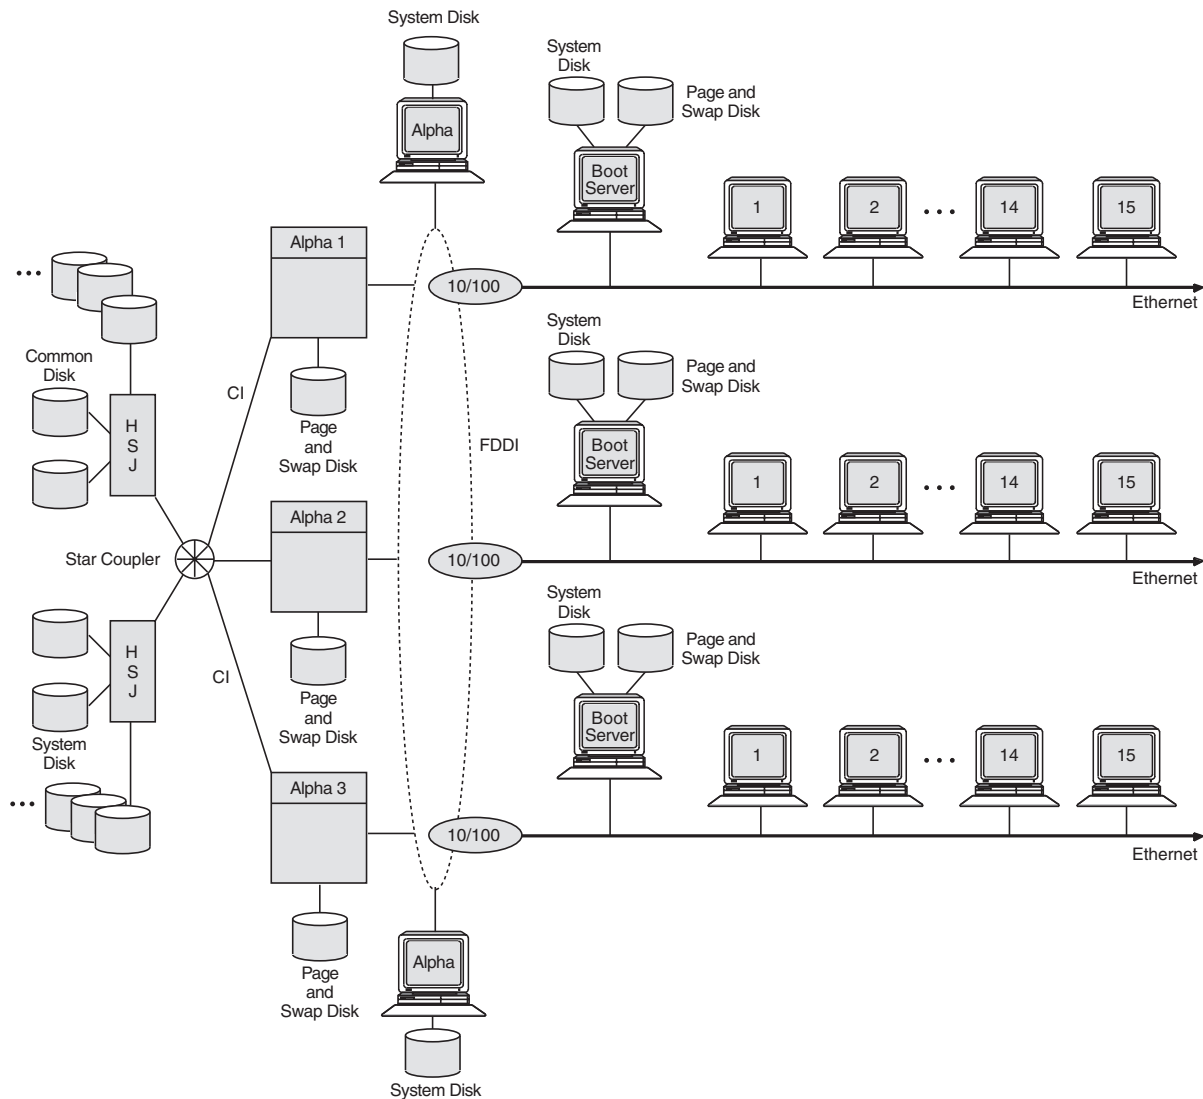 System Disk
Alpha
System
Disk
Page and
Swap Disk
Boot
Server
1
2
• • •
14
15
Ethernet
Alpha 1
10/100
• • •
Common
Disk
H
S
J
CI
Page
and
Swap Disk
FDDI
System
Disk
Page and
Swap Disk
Boot
Server
1
2
• • •
14
15
Ethernet
Alpha 2
10/100
Star Coupler
Page
and
Swap Disk
H
S
J
CI
System
Disk
• • •
System
Disk
Page and
Swap Disk
Boot
Server
1
2
• • •
14
15
Ethernet
Alpha 3
10/100
Page
and
Swap Disk
Alpha
System Disk